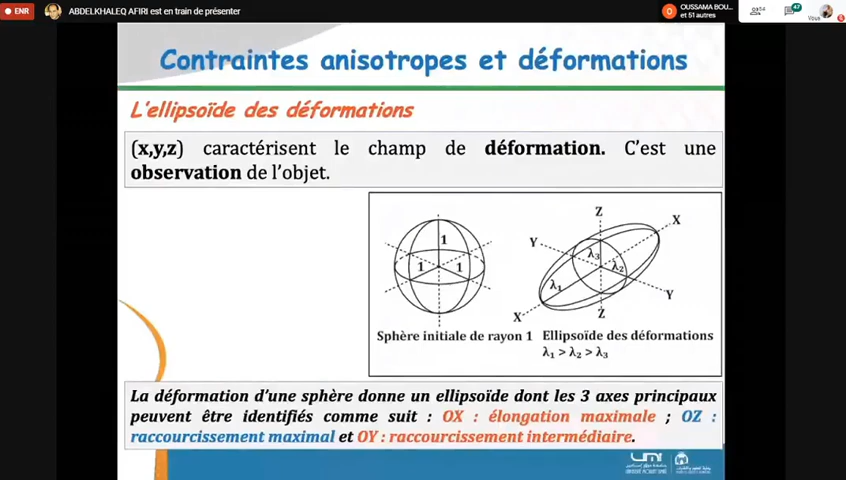 ENR
ABDELKHALEQ AFIRI est en train de présenter
O
OUSSAMA BOU...
et 51 autres
54
47
Vous
Contraintes anisotropes et déformations
L'ellipsoïde des déformations
(x,y,z) caractérisent le champ de déformation. C'est une
observation de l'objet.
1
1
1
Z
X
Y
λ3
λ2
λ1
Y
X
Z
Sphère initiale de rayon 1
Ellipsoïde des déformations
λ1 > λ2 > λ3
La déformation d'une sphère donne un ellipsoïde dont les 3 axes principaux
peuvent être identifiés comme suit : OX : élongation maximale ; OZ :
raccourcissement maximal et OY : raccourcissement intermédiaire.